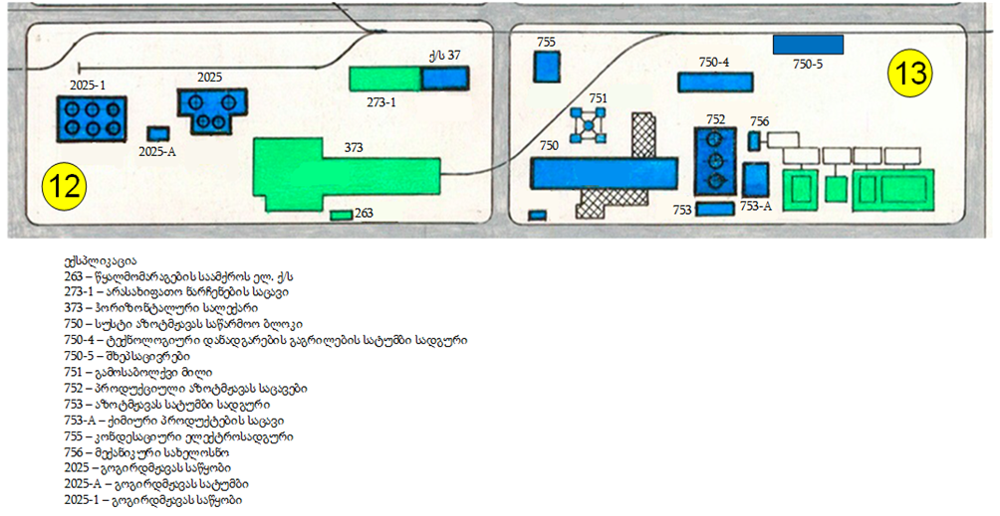 755
750-4
750-5
13
ქ/ს 37
2025-1
2025
273-1
751
752
756
2025-A
373
750
12
263
753
753-A
ექსპლიკაცია
263 – წყალმომარაგების საამქროს ელ. ქ/ს
273-1 – არასახიფათო ნარჩენების საცავი
373 – ჰორიზონტალური სალექარი
750 – სუსტი აზოტმჟავას საწარმოო ბლოკი
750-4 – ტექნოლოგიური დანადგარების გაგრილების სატუმბი სადგური
750-5 – შხეპსაცივრები
751 – გამოსაბოლქვი მილი
752 – პროდუქციული აზოტმჟავას საცავები
753 – აზოტმჟავას სატუმბი სადგური
753-A – ქიმიური პროდუქტების საცავი
755 – კონდესაციური ელექტროსადგური
756 – მექანიკური სახელოსნო
2025 – გოგირდმჟავას საწყობი
2025-A – გოგირდმჟავას სატუმბი
2025-1 – გოგირდმჟავას საწყობი